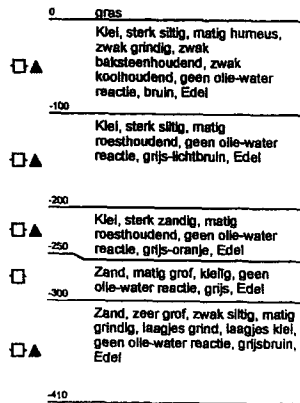 0 gras
Klei, sterk siltig, matig humeus,
zwak grindig, zwak
baksteenhoudend, zwak
koolhoudend, geen olie-water
reactie, bruin, Edel
-100
Klei, sterk siltig, matig
roesthoudend, geen olie-water
reactie, grijs-lichtbruin, Edel
-200
Klei, sterk zandig, matig
roesthoudend, geen olie-water
reactie, grijs-oranje, Edel
-250
Zand, matig grof, kleiïg, geen
olie-water reactie, grijs, Edel
-300
Zand, zeer grof, zwak siltig, matig
grindig, laagjes grind, laagjes klei,
geen olie-water reactie, grijsbruin,
Edel
-410